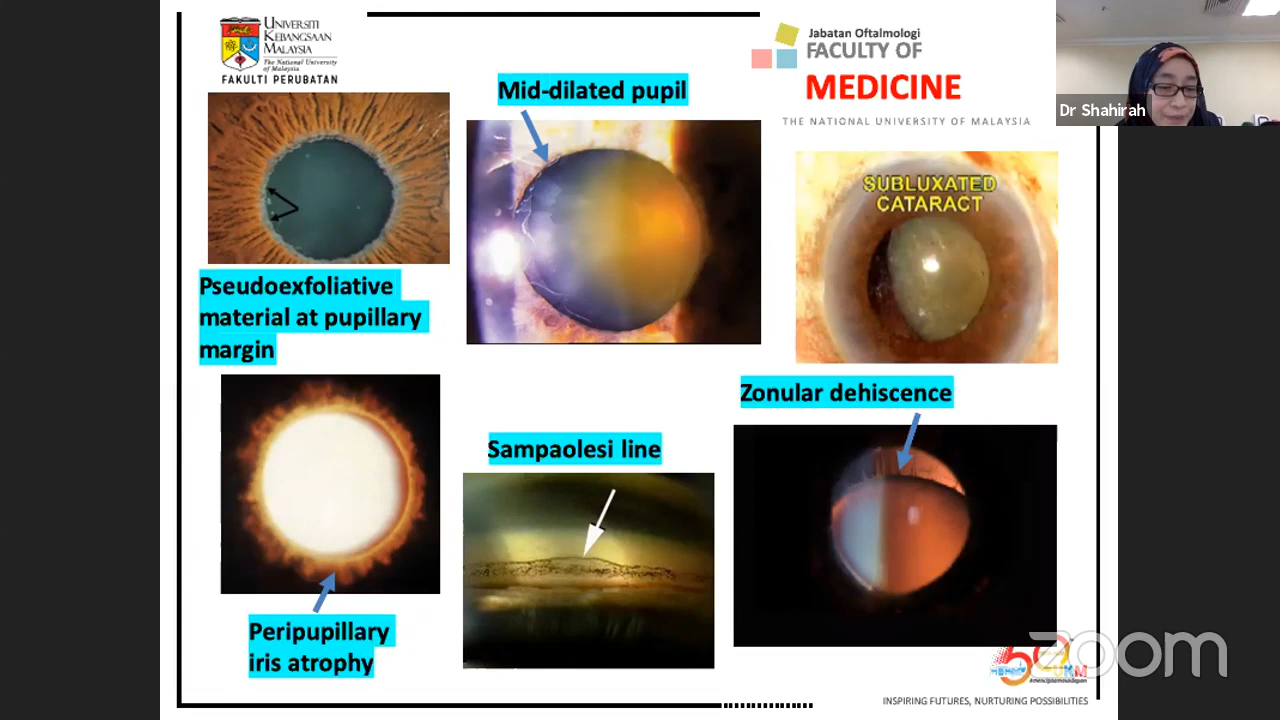 UNIVERSITI
KEBANGSAAN
MALAYSIA
The National University
of Malaysia
FAKULTI PERUBATAN
Jabatan Oftalmologi
FACULTY OF
MEDICINE
THE NATIONAL UNIVERSITY OF MALAYSIA
Dr Shahirah
Mid-dilated pupil
SUBLUXATED
CATARACT
Pseudoexfoliative
material at pupillary
margin
Zonular dehiscence
Sampaolesi line
Peripupillary
iris atrophy
zoom
UKM
INSPIRING FUTURES, NURTURING POSSIBILITIES